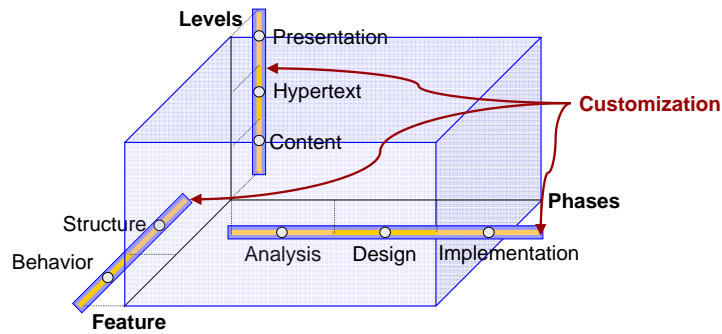 Levels
Presentation
Hypertext
Customization
Content
Phases
Structure
Analysis
Design
Implementation
Behavior
Feature